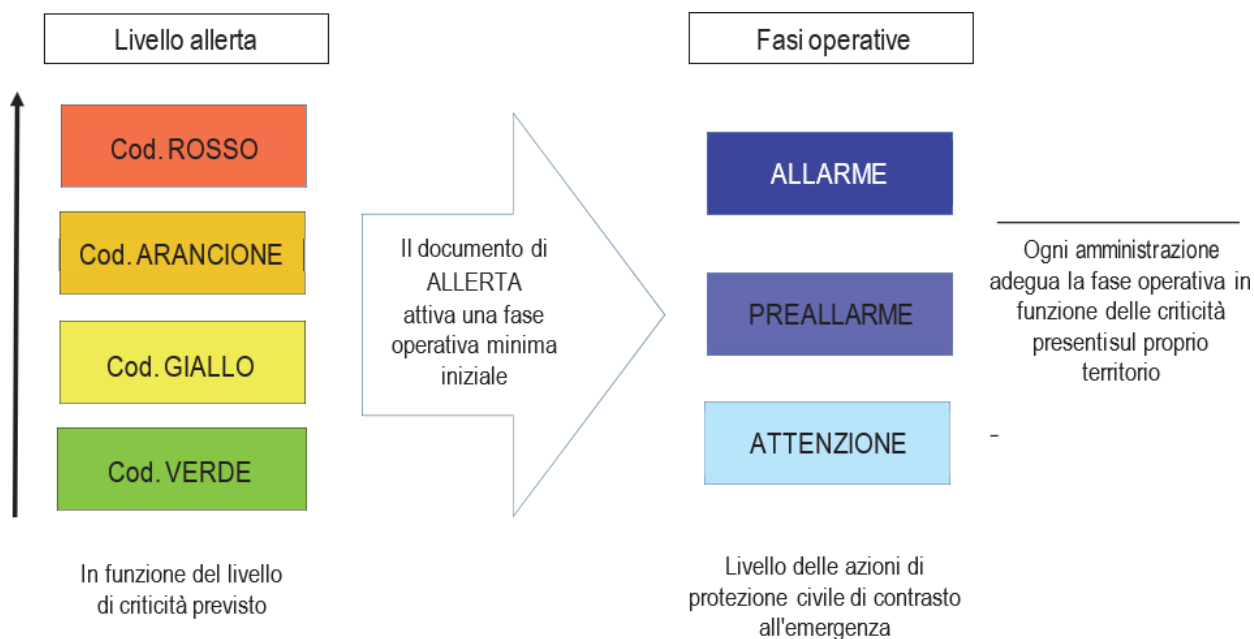 Livello allerta
Cod. ROSSO
Cod. ARANCIONE
Cod. GIALLO
Cod. VERDE
In funzione del livello
di criticità previsto
Il documento di
ALLERTA
attiva una fase
operativa minima
iniziale
Fasi operative
ALLARME
PREALLARME
ATTENZIONE
Livello delle azioni di
protezione civile di contrasto
all'emergenza
Ogni amministrazione
adegua la fase operativa in
funzione delle criticità
presentisul proprio
territorio
-